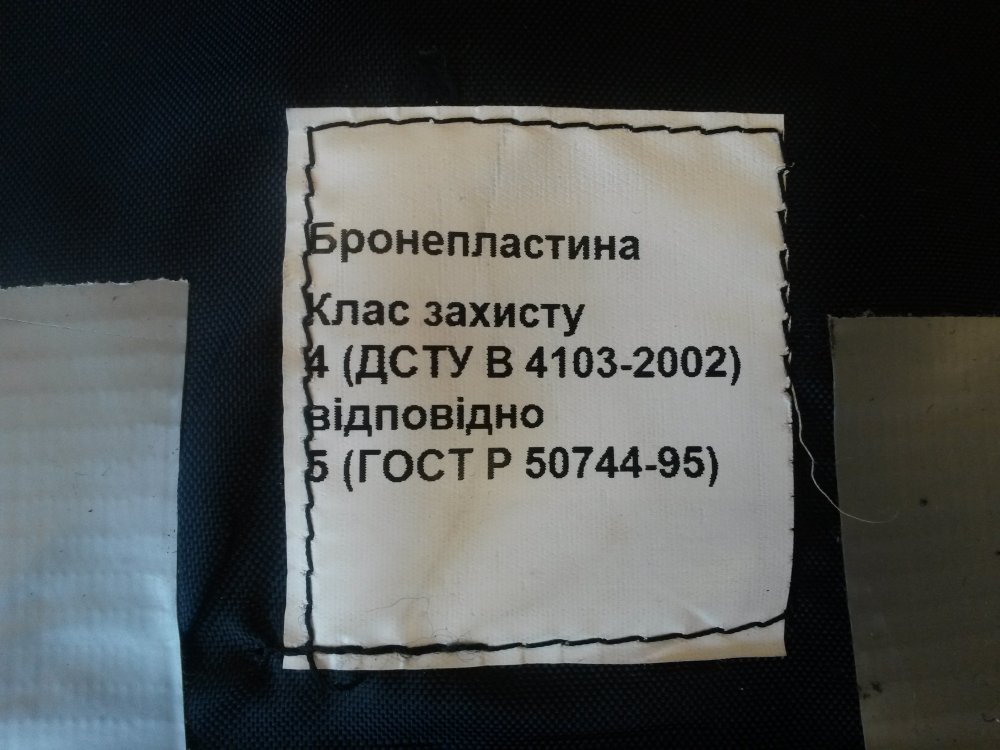 Бронепластина
Клас захисту
4 (ДСТУ В 4103-2002)
відповідно
5 (ГОСТ Р 50744-95)